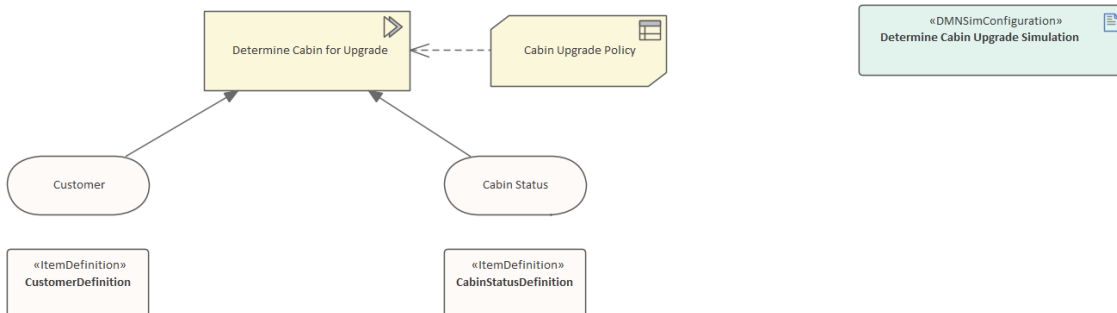 «DMNSimConfiguration»
Determine Cabin Upgrade Simulation
Determine Cabin for Upgrade
Cabin Upgrade Policy
Customer
Cabin Status
«ItemDefinition»
CustomerDefinition
«ItemDefinition»
CabinStatusDefinition